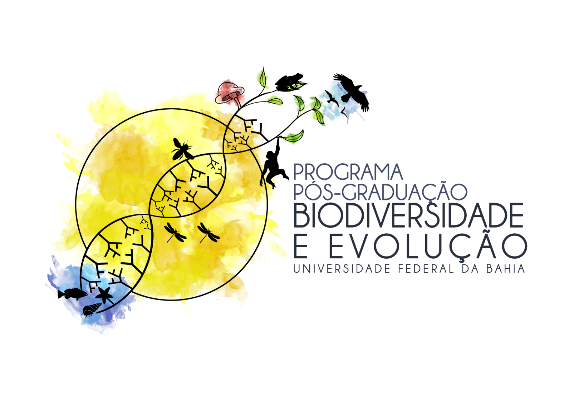 PROGRAMA
PÓS-GRADUAÇÃO
BIODIVERSIDADE
E EVOLUÇÃO
UNIVERSIDADE FEDERAL DA BAHIA